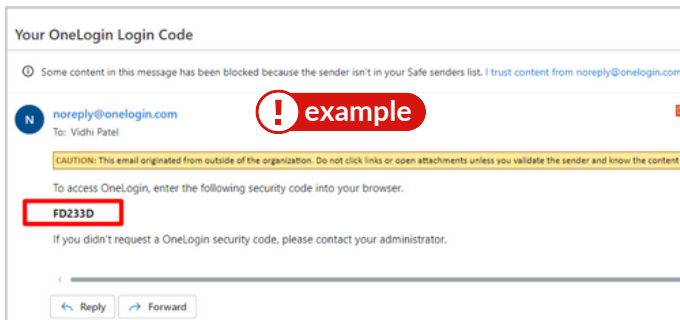 Your OneLogin Login Code
Some content in this message has been blocked because the sender isn't in your Safe senders list. I trust content from noreply@onelogin.com
N
noreply@onelogin.com
! example
To: Vidhi Patel
CAUTION: This email originated from outside of the organization. Do not click links or open attachments unless you validate the sender and know the content
To access OneLogin, enter the following security code into your browser.
FD233D
If you didn't request a OneLogin security code, please contact your administrator.
Reply
Forward